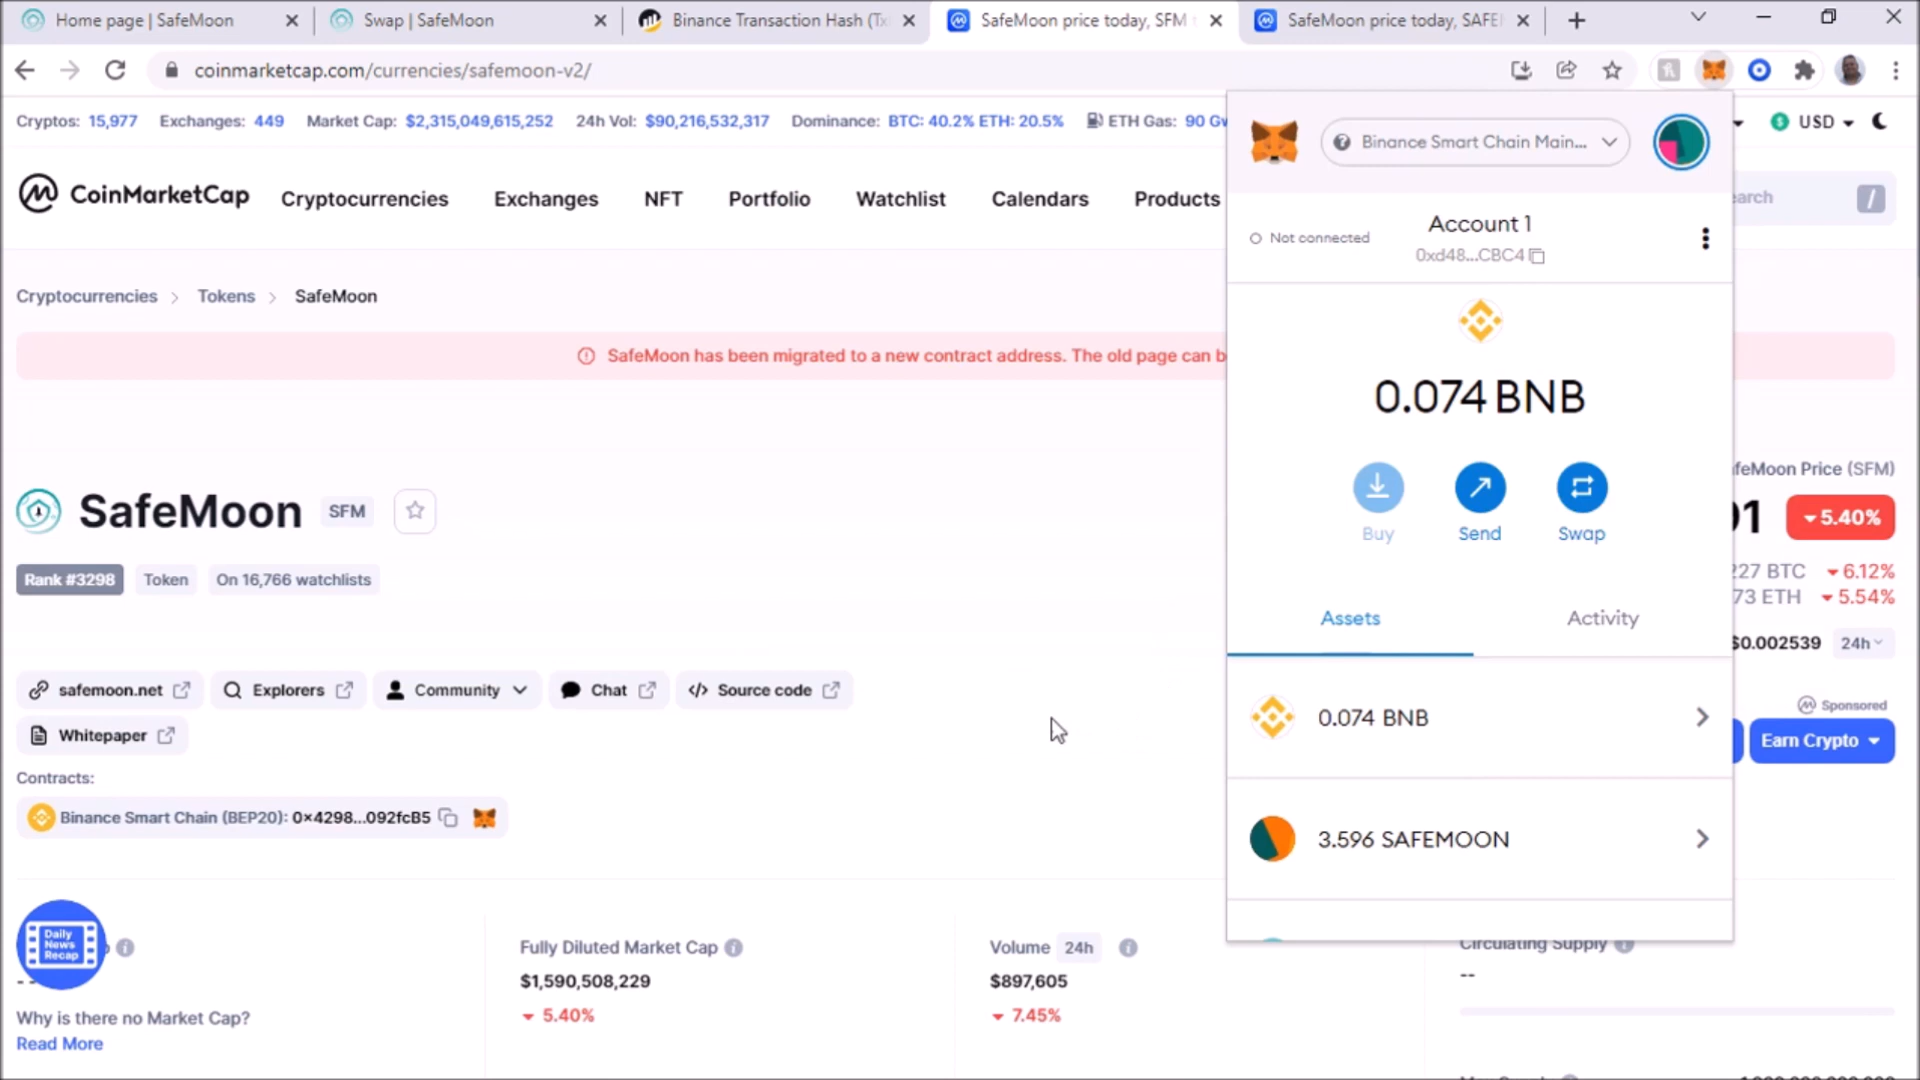 Home page | SafeMoon
Swap | SafeMoon
Binance Transaction Hash (Tx
SafeMoon price today, SFM
SafeMoon price today, SAFE
coinmarketcap.com/currencies/safemoon-v2/
Cryptos: 15,977 Exchanges: 449 Market Cap: $2,315,049,615,252 24h Vol: $90,216,532,317 Dominance: BTC: 40.2% ETH: 20.5% ETH Gas: 90 Gw
USD
CoinMarketCap
Cryptocurrencies Exchanges NFT Portfolio Watchlist Calendars Products
earch /
Cryptocurrencies > Tokens > SafeMoon
SafeMoon has been migrated to a new contract address. The old page can b
SafeMoon SFM
Rank #3298 Token On 16,766 watchlists
safemoon.net Explorers Community Chat </> Source code
Whitepaper
Contracts:
Binance Smart Chain (BEP20): 0x4298...092fcB5
Daily
News
Recap
--
Why is there no Market Cap?
Read More
Fully Diluted Market Cap
$1,590,508,229
5.40%
Volume 24h
$897,605
7.45%
Binance Smart Chain Main...
Not connected
Account 1
0xd48...CBC4
0.074 BNB
Buy Send Swap
Assets Activity
0.074 BNB
3.596 SAFEMOON
feMoon Price (SFM)
01 5.40%
227 BTC 6.12%
73 ETH 5.54%
$0.002539 24h
Sponsored
Earn Crypto
Circulating Supply
--